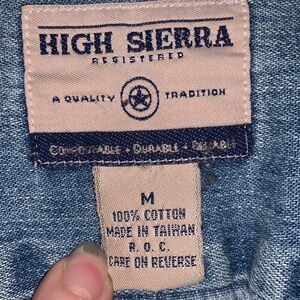 HIGH SIERRA
REGISTERED
A QUALITY TRADITION
COMFORTABLE • DURABLE • RELIABLE
M
100% COTTON
MADE IN TAIWAN
R. O. C.
CARE ON REVERSE